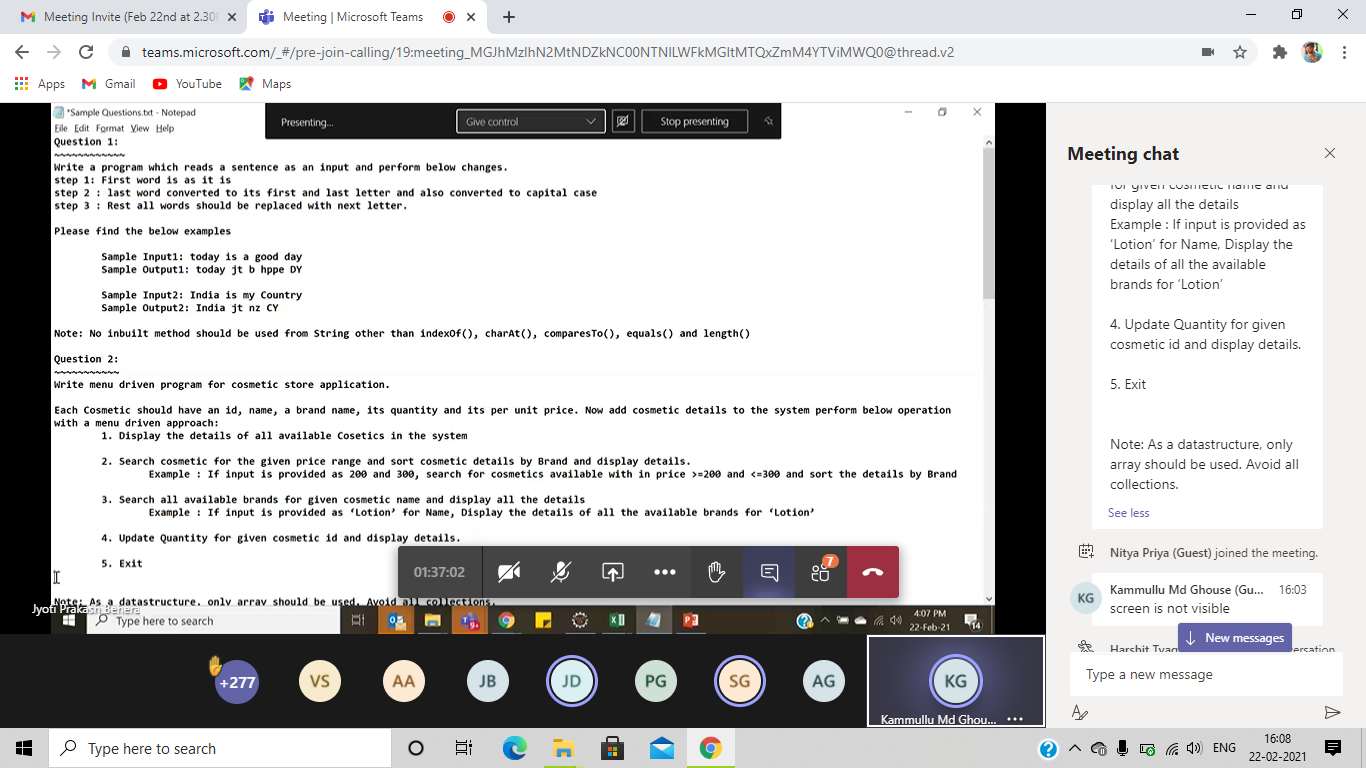 Meeting Invite (Feb 22nd at 2.30P
Meeting | Microsoft Teams
teams.microsoft.com/_#/pre-join-calling/19:meeting_MGJhMzlhN2MtNDZkNC00NTNlLWFkMGItMTQxZmM4YTViMWQ0@thread.v2
Apps Gmail YouTube Maps
*Sample Questions.txt - Notepad
File Edit Format View Help
Presenting... Give control Stop presenting
Question 1:
~~~~~~~~~~~~
Write a program which reads a sentence as an input and perform below changes.
step 1: First word is as it is
step 2 : last word converted to its first and last letter and also converted to capital case
step 3 : Rest all words should be replaced with next letter.
Please find the below examples
Sample Input1: today is a good day
Sample Output1: today jt b hppe DY
Sample Input2: India is my Country
Sample Output2: India jt nz CY
Note: No inbuilt method should be used from String other than indexOf(), charAt(), comparesTo(), equals() and length()
Question 2:
~~~~~~~~~~~
Write menu driven program for cosmetic store application.
Each Cosmetic should have an id, name, a brand name, its quantity and its per unit price. Now add cosmetic details to the system perform below operation
with a menu driven approach:
1. Display the details of all available Cosetics in the system
2. Search cosmetic for the given price range and sort cosmetic details by Brand and display details.
Example : If input is provided as 200 and 300, search for cosmetics available with in price >=200 and <=300 and sort the details by Brand
3. Search all available brands for given cosmetic name and display all the details
Example : If input is provided as ‘Lotion’ for Name, Display the details of all the available brands for ‘Lotion’
4. Update Quantity for given cosmetic id and display details.
5. Exit
Note: As a datastructure, only array should be used. Avoid all collections.
Jyoti Prakash Behera
01:37:02
7
Type here to search
9+
4:07 PM
22-Feb-21
14
+277 VS AA JB JD PG SG AG KG
Kammullu Md Ghou...
Meeting chat
for given cosmetic name and
display all the details
Example : If input is provided as
‘Lotion’ for Name, Display the
details of all the available
brands for ‘Lotion’
4. Update Quantity for given
cosmetic id and display details.
5. Exit
Note: As a datastructure, only
array should be used. Avoid all
collections.
See less
Nitya Priya (Guest) joined the meeting.
KG
Kammullu Md Ghouse (Gu... 16:03
screen is not visible
New messages
Type a new message
Type here to search
ENG
16:08
22-02-2021